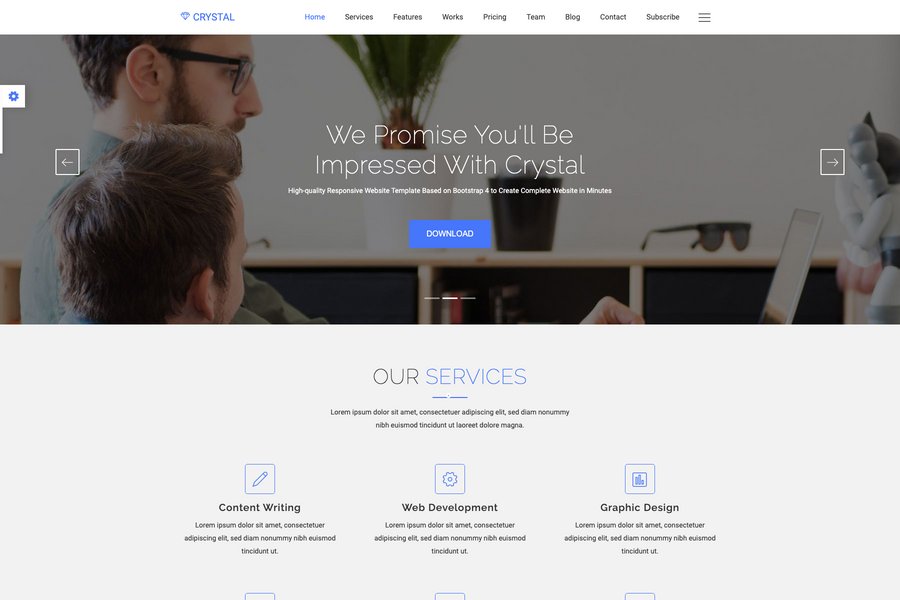 CRYSTAL
Home Services Features Works Pricing Team Blog Contact Subscribe
We Promise You'll Be
Impressed With Crystal
High-quality Responsive Website Template Based on Bootstrap 4 to Create Complete Website in Minutes
DOWNLOAD
OUR SERVICES
Lorem ipsum dolor sit amet, consectetuer adipiscing elit, sed diam nonummy
nibh euismod tincidunt ut laoreet dolore magna.
Content Writing
Lorem ipsum dolor sit amet, consectetuer
adipiscing elit, sed diam nonummy nibh euismod
tincidunt ut.
Web Development
Lorem ipsum dolor sit amet, consectetuer
adipiscing elit, sed diam nonummy nibh euismod
tincidunt ut.
Graphic Design
Lorem ipsum dolor sit amet, consectetuer
adipiscing elit, sed diam nonummy nibh euismod
tincidunt ut.